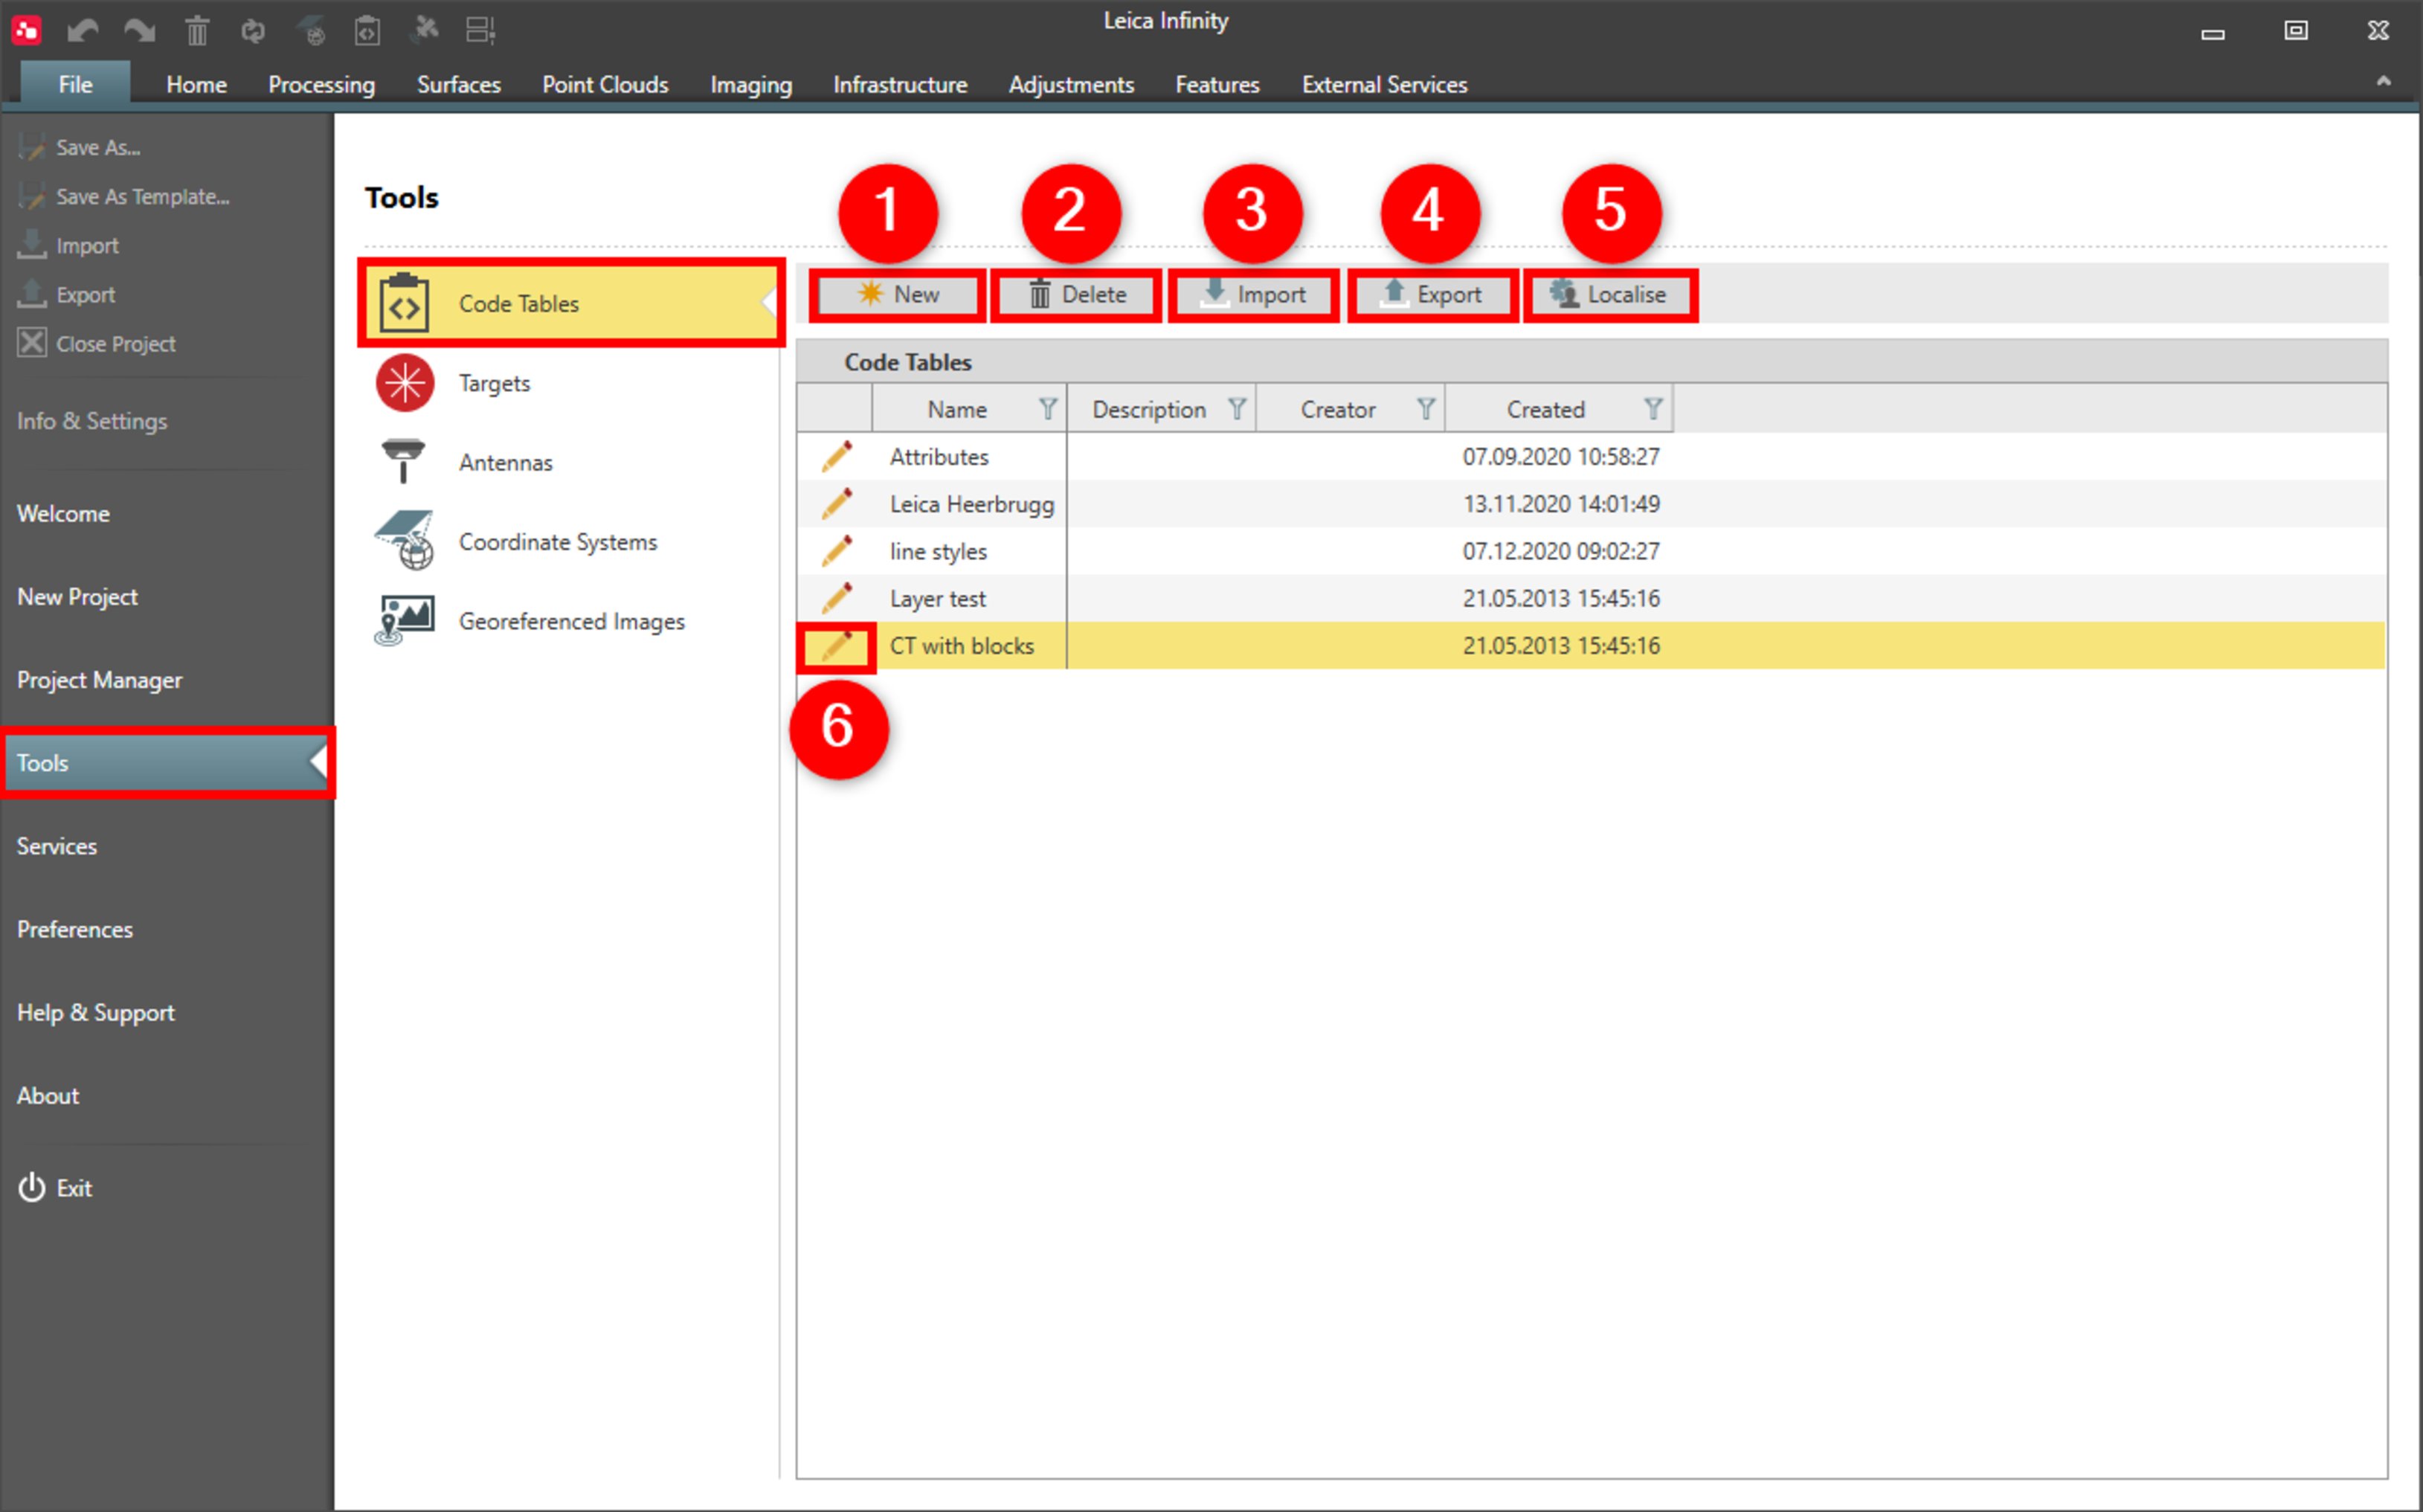 Leica Infinity
File Home Processing Surfaces Point Clouds Imaging Infrastructure Adjustments Features External Services
Save As...
Save As Template...
Import
Export
Close Project
Info & Settings
Welcome
New Project
Project Manager
Tools
Services
Preferences
Help & Support
About
Exit
Tools
Code Tables
Targets
Antennas
Coordinate Systems
Georeferenced Images
1 2 3 4 5
New Delete Import Export Localise
Code Tables
Name Description Creator Created
Attributes 07.09.2020 10:58:27
Leica Heerbrugg 13.11.2020 14:01:49
line styles 07.12.2020 09:02:27
Layer test 21.05.2013 15:45:16
CT with blocks 21.05.2013 15:45:16
6